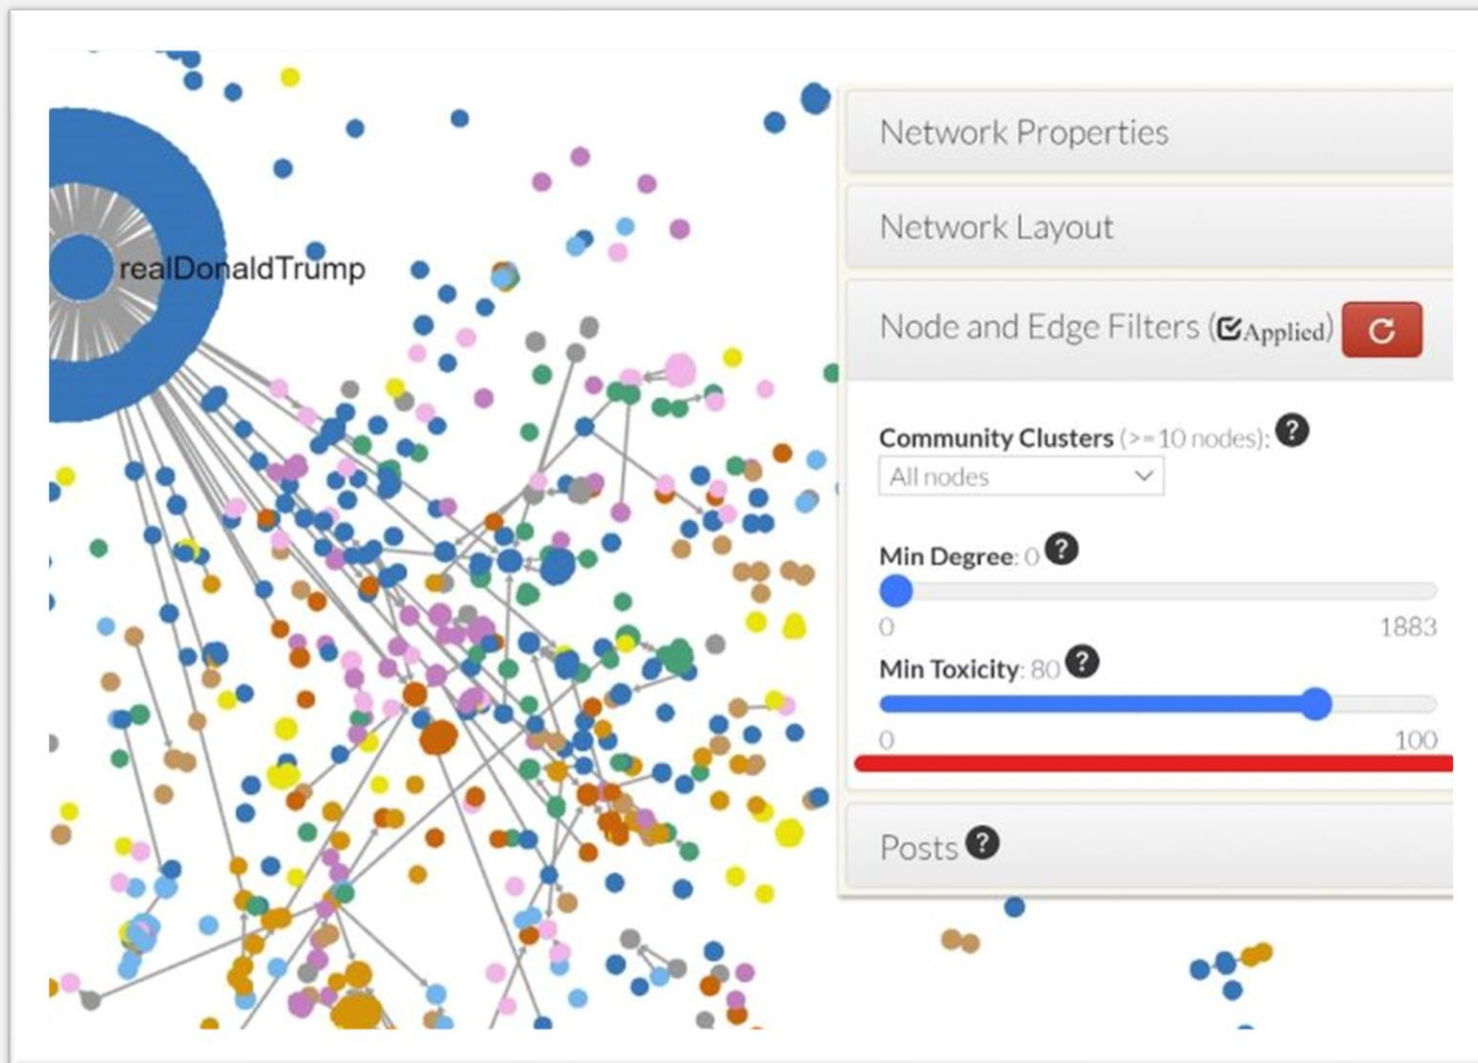 realDonaldTrump
Network Properties
Network Layout
Node and Edge Filters (Applied)
Community Clusters (>=10 nodes): ?
All nodes
Min Degree: 0 ?
0 1883
Min Toxicity: 80 ?
0 100
Posts ?